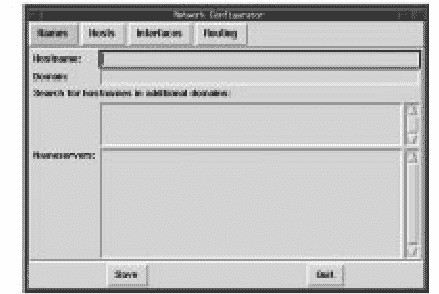 Network Configurator
Names Hosts Interfaces Routing
Hostname:
Domain:
Search for hostnames in additional domains:
Nameservers:
Save Quit